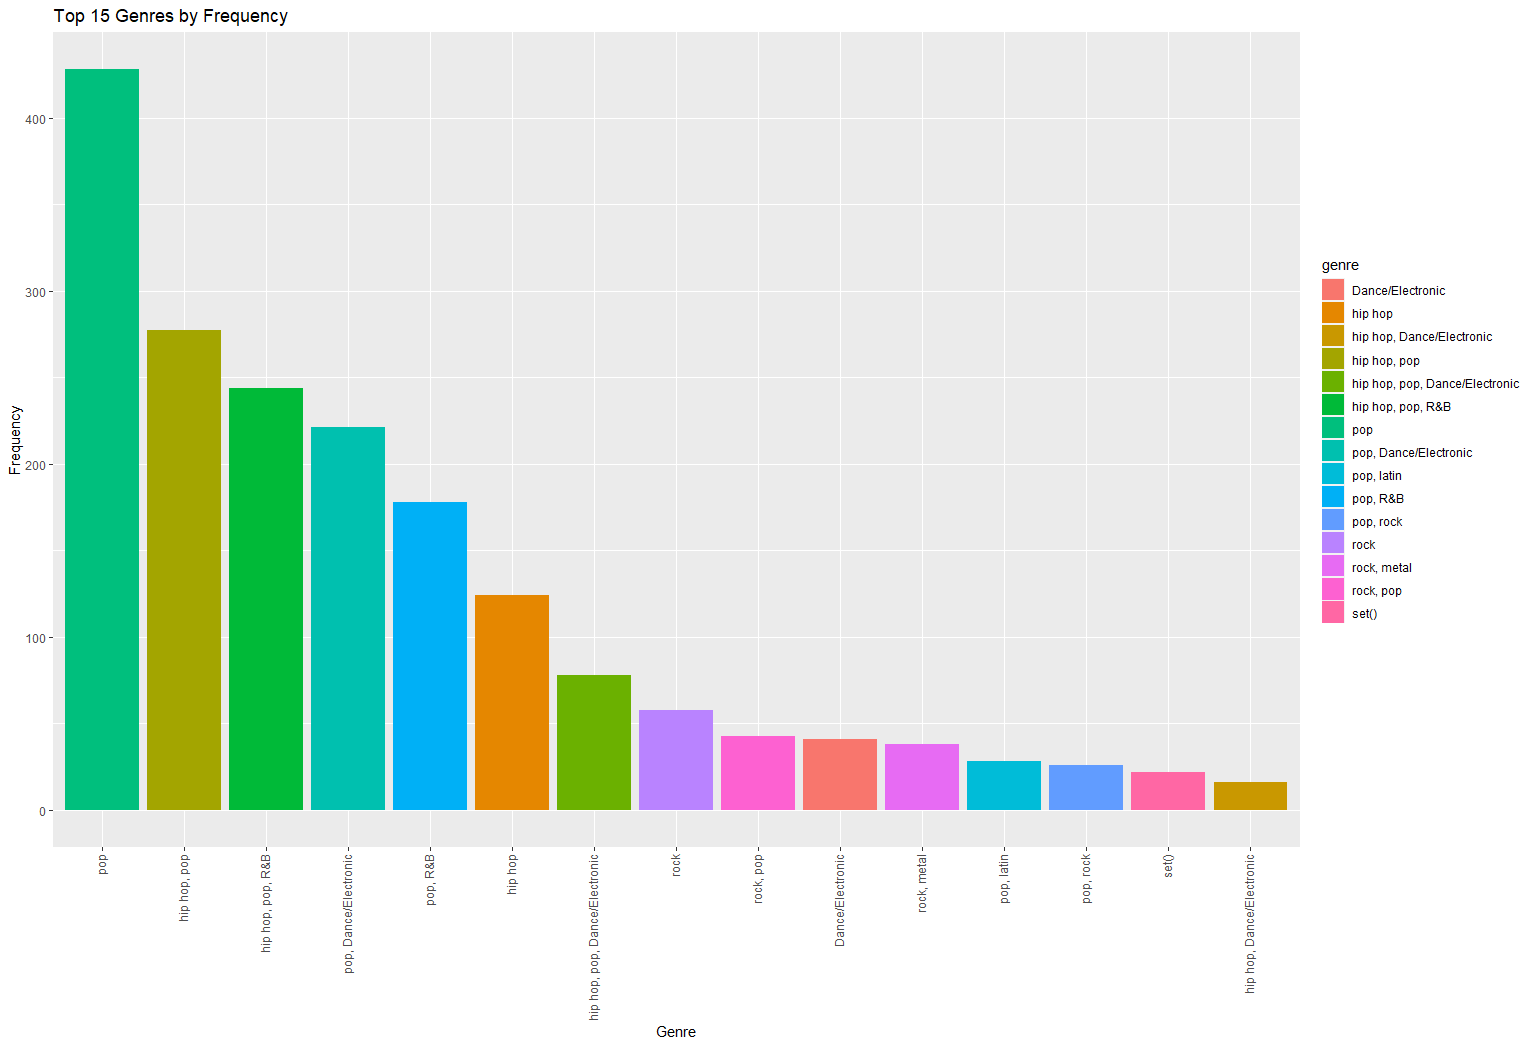 Top 15 Genres by Frequency
Frequency
400
300
200
100
0
pop
hip hop, pop
hip hop, pop, R&B
pop, Dance/Electronic
pop, R&B
hip hop
hip hop, pop, Dance/Electronic
rock
rock, pop
Dance/Electronic
rock, metal
pop, latin
pop, rock
set()
hip hop, Dance/Electronic
Genre
genre
Dance/Electronic
hip hop
hip hop, Dance/Electronic
hip hop, pop
hip hop, pop, Dance/Electronic
hip hop, pop, R&B
pop
pop, Dance/Electronic
pop, latin
pop, R&B
pop, rock
rock
rock, metal
rock, pop
set()